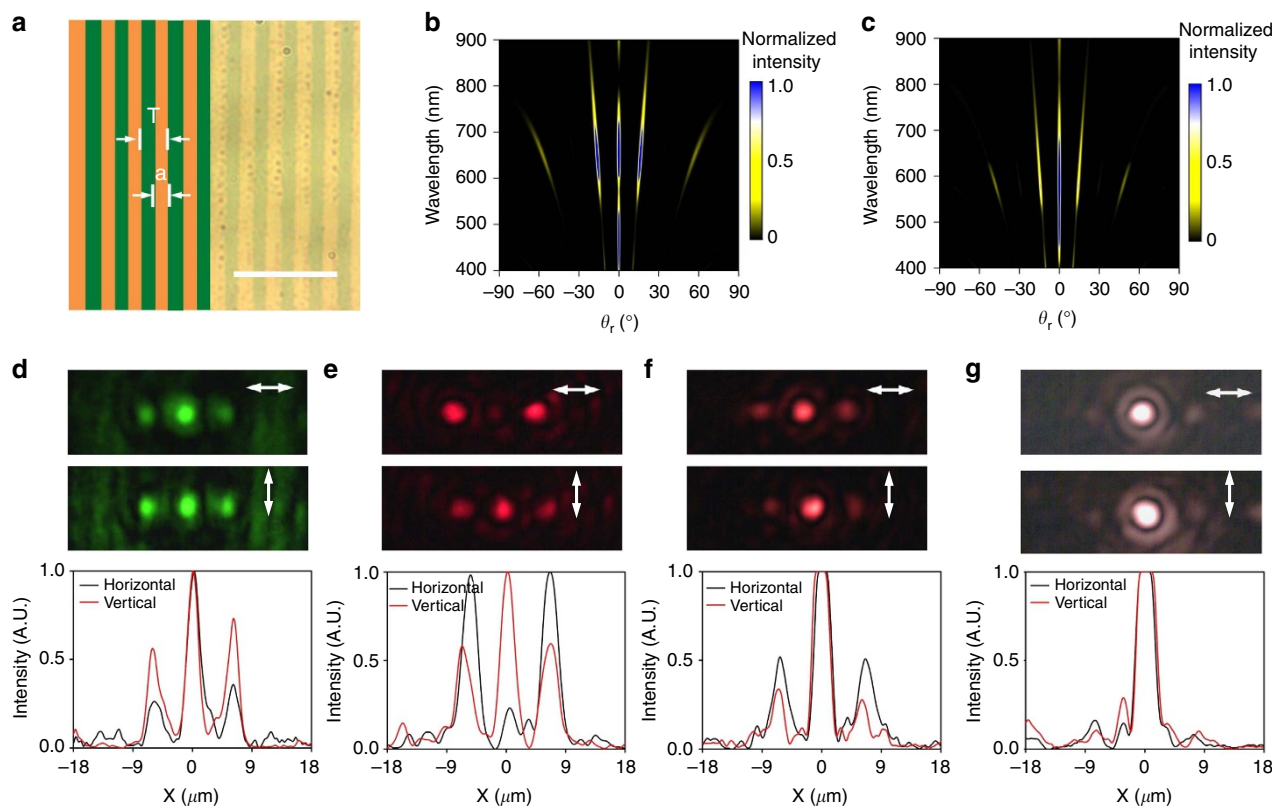 a
T
a
b
Normalized
intensity
Wavelength (nm)
900
800
700
600
500
400
–90 –60 –30 0 30 60 90
θr (°)
1.0
0.5
0
c
Normalized
intensity
Wavelength (nm)
900
800
700
600
500
400
–90 –60 –30 0 30 60 90
θr (°)
1.0
0.5
0
d
Intensity (A.U.)
1.0
0.5
0.0
Horizontal
Vertical
–18 –9 0 9 18
X (μm)
e
Intensity (A.U.)
1.0
0.5
0.0
Horizontal
Vertical
–18 –9 0 9 18
X (μm)
f
Intensity (A.U.)
1.0
0.5
0.0
Horizontal
Vertical
–18 –9 0 9 18
X (μm)
g
Intensity (A.U.)
1.0
0.5
0.0
Horizontal
Vertical
–18 –9 0 9 18
X (μm)